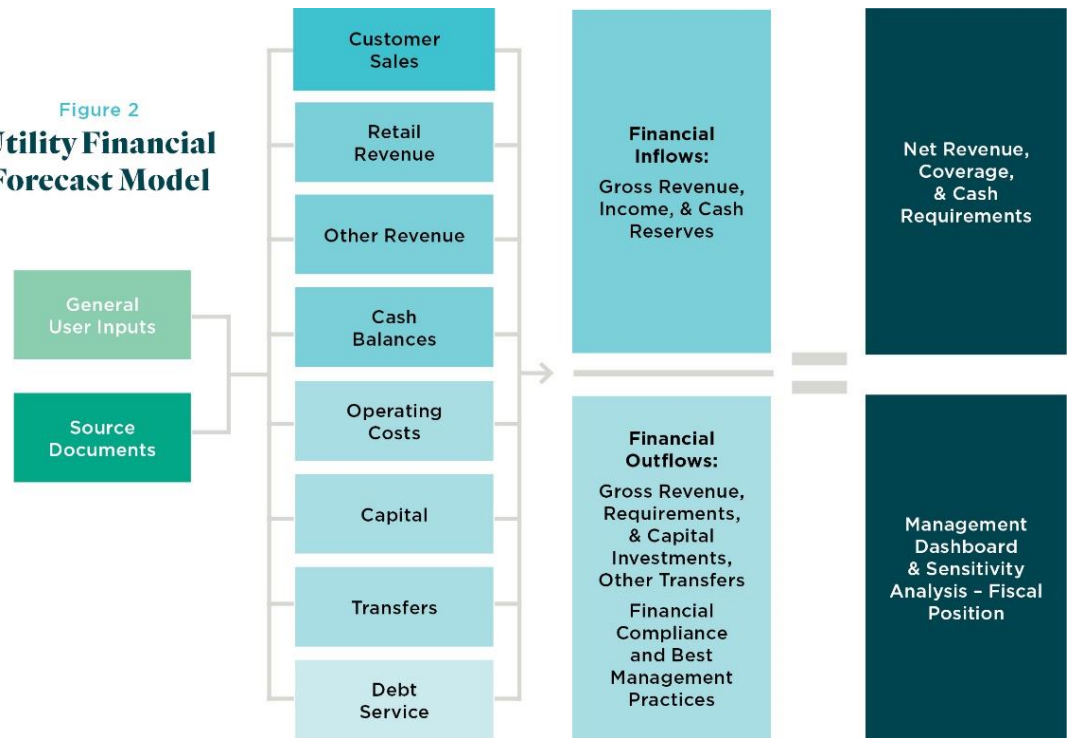 Figure 2
Utility Financial
Forecast Model
General
User Inputs
Source
Documents
Customer
Sales
Retail
Revenue
Other Revenue
Cash
Balances
Operating
Costs
Capital
Transfers
Debt
Service
Financial
Inflows:
Gross Revenue,
Income, & Cash
Reserves
Financial
Outflows:
Gross Revenue,
Requirements,
& Capital
Investments,
Other Transfers
Financial
Compliance
and Best
Management
Practices
Net Revenue,
Coverage,
& Cash
Requirements
Management
Dashboard
& Sensitivity
Analysis – Fiscal
Position